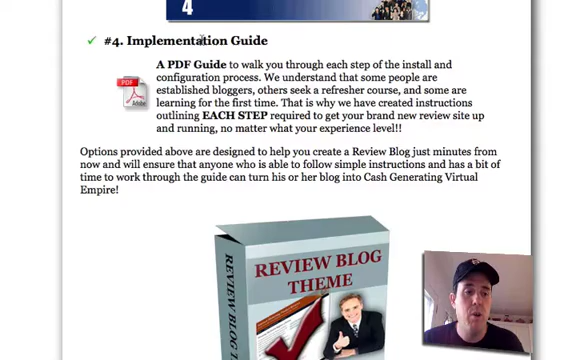 4
#4. Implementation Guide
A PDF Guide to walk you through each step of the install and
configuration process. We understand that some people are
established bloggers, others seek a refresher course, and some are
learning for the first time. That is why we have created instructions
outlining EACH STEP required to get your brand new review site up
and running, no matter what your experience level!!
Adobe
Options provided above are designed to help you create a Review Blog just minutes from
now and will ensure that anyone who is able to follow simple instructions and has a bit of
time to work through the guide can turn his or her blog into Cash Generating Virtual
Empire!
REVIEW BLOG
THEME
REVIEW BLOG T